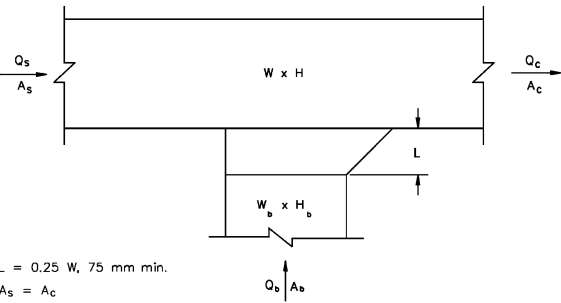 Qs
As
W x H
Qc
Ac
L
Wb x Hb
L = 0.25 W, 75 mm min.
As = Ac
Qb Ab